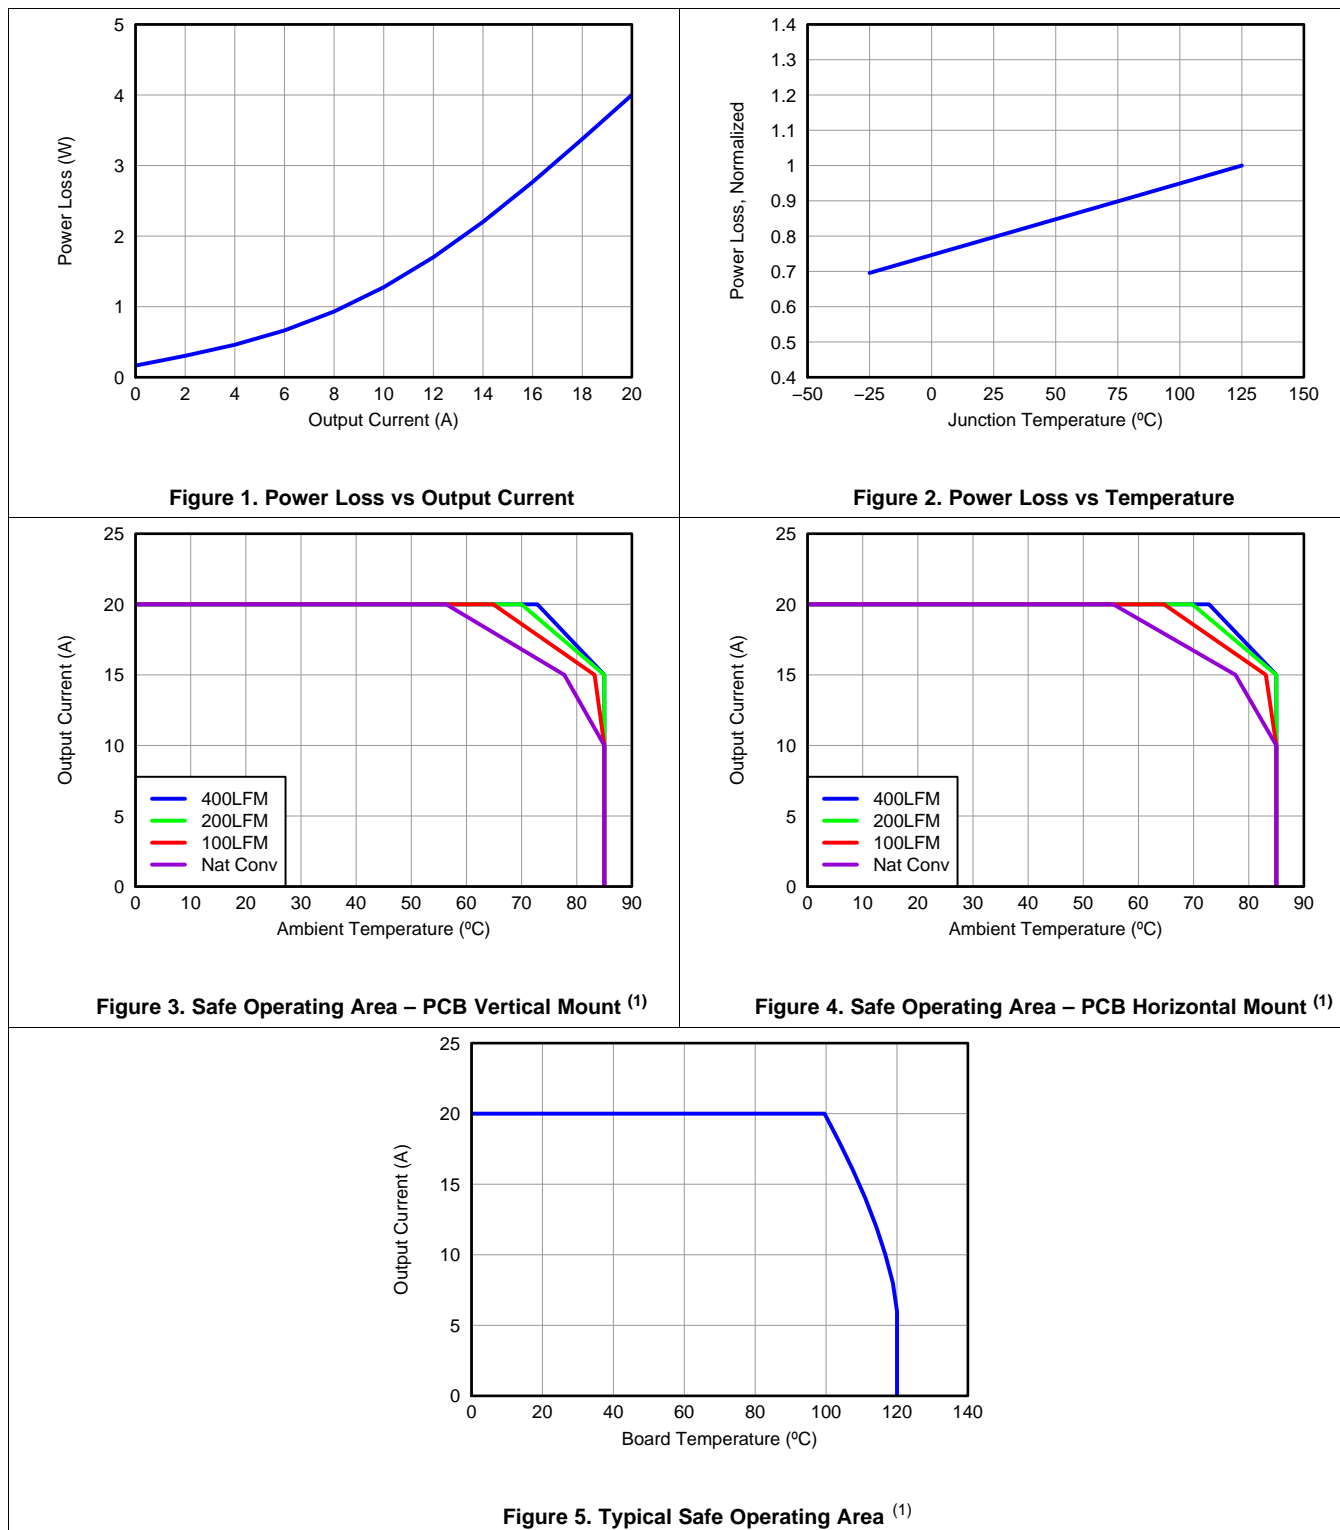 5
4
3
2
1
0
Power Loss (W)
0 2 4 6 8 10 12 14 16 18 20
Output Current (A)
Figure 1. Power Loss vs Output Current
1.4
1.3
1.2
1.1
1
0.9
0.8
0.7
0.6
0.5
0.4
Power Loss, Normalized
–50 –25 0 25 50 75 100 125 150
Junction Temperature (ºC)
Figure 2. Power Loss vs Temperature
25
20
15
10
5
0
Output Current (A)
400LFM
200LFM
100LFM
Nat Conv
0 10 20 30 40 50 60 70 80 90
Ambient Temperature (ºC)
Figure 3. Safe Operating Area – PCB Vertical Mount (1)
25
20
15
10
5
0
Output Current (A)
400LFM
200LFM
100LFM
Nat Conv
0 10 20 30 40 50 60 70 80 90
Ambient Temperature (ºC)
Figure 4. Safe Operating Area – PCB Horizontal Mount (1)
25
20
15
10
5
0
Output Current (A)
0 20 40 60 80 100 120 140
Board Temperature (ºC)
Figure 5. Typical Safe Operating Area (1)